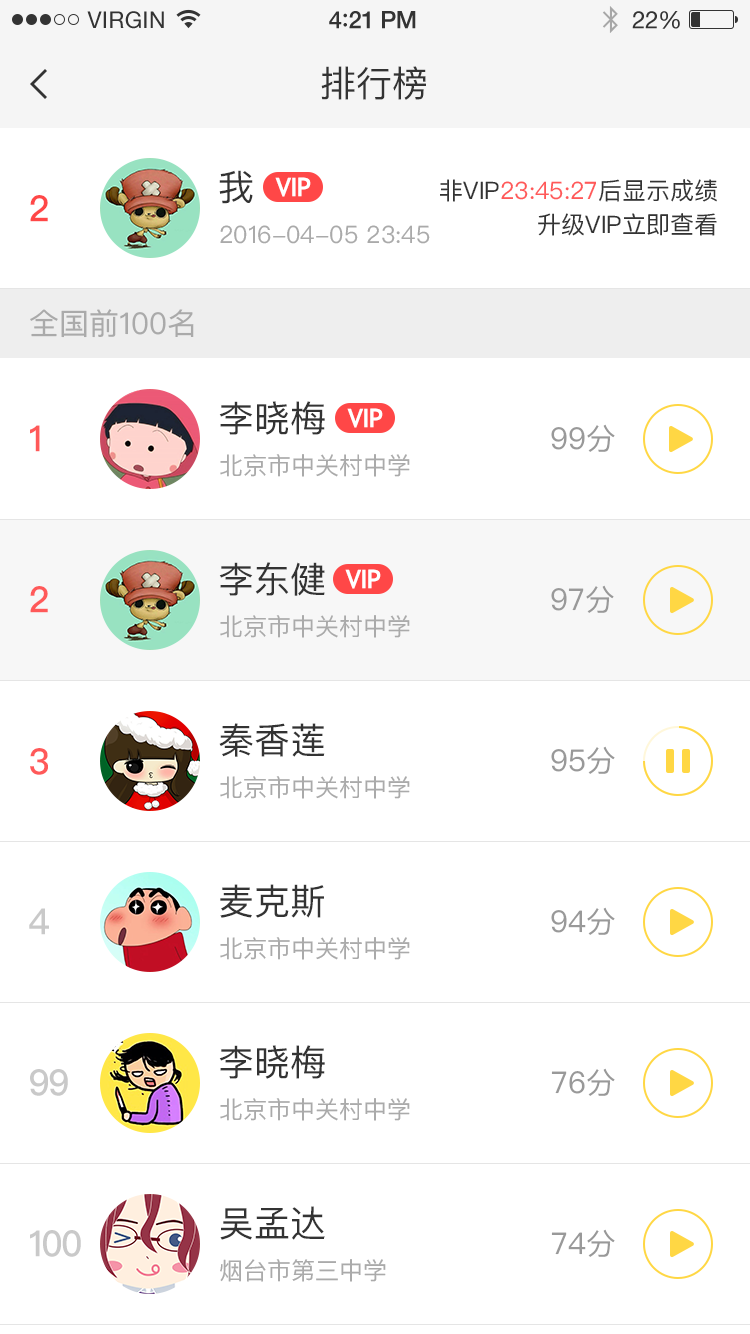 VIRGIN 4:21 PM 22%
排行榜
2 我 VIP 非VIP23:45:27后显示成绩
2016-04-05 23:45 升级VIP立即查看
全国前100名
1 李晓梅 VIP 99分
北京市中关村中学
2 李东健 VIP 97分
北京市中关村中学
3 秦香莲 95分
北京市中关村中学
4 麦克斯 94分
北京市中关村中学
99 李晓梅 76分
北京市中关村中学
100 吴孟达 74分
烟台市第三中学